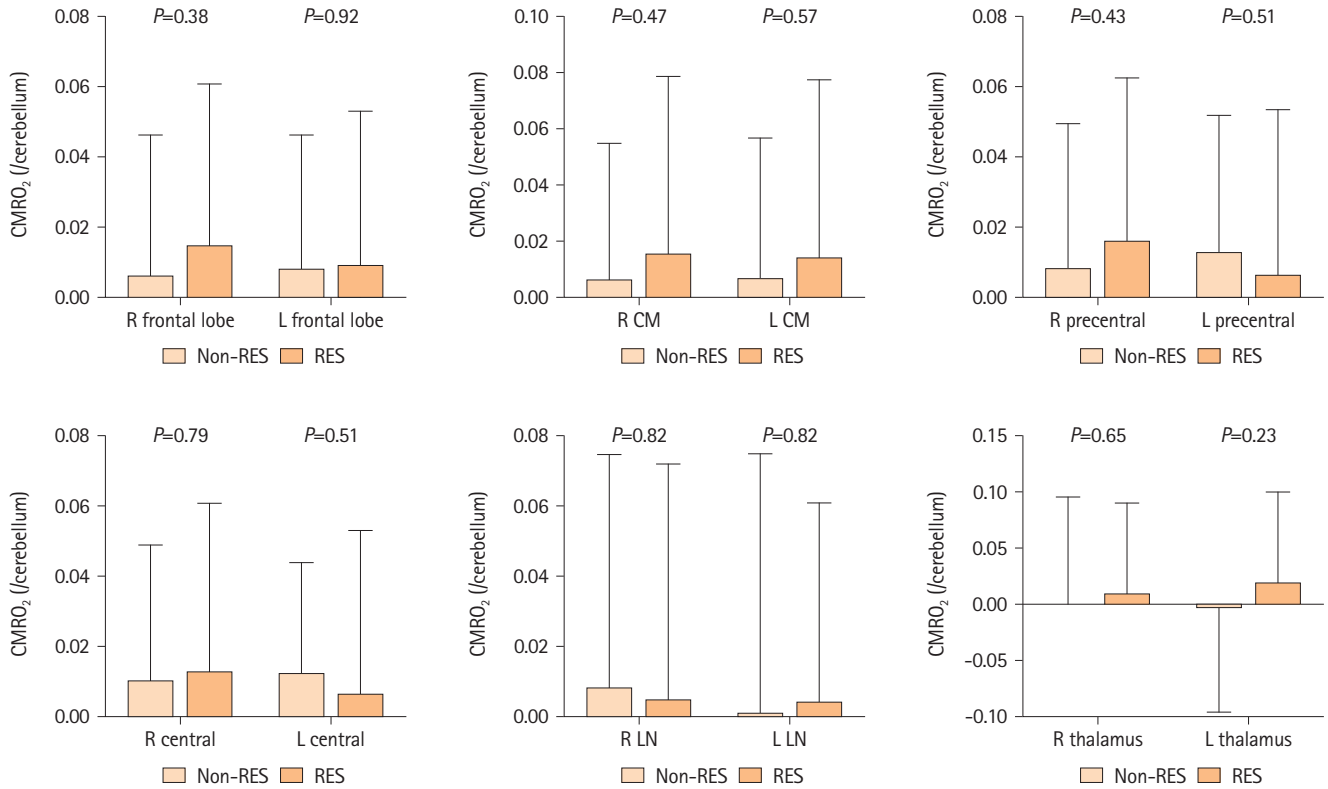 P=0.38 P=0.92
CMRO2 (/cerebellum)
0.08
0.06
0.04
0.02
0.00
R frontal lobe L frontal lobe
Non-RES RES
P=0.47 P=0.57
CMRO2 (/cerebellum)
0.10
0.08
0.06
0.04
0.02
0.00
R CM L CM
Non-RES RES
P=0.43 P=0.51
CMRO2 (/cerebellum)
0.08
0.06
0.04
0.02
0.00
R precentral L precentral
Non-RES RES
P=0.79 P=0.51
CMRO2 (/cerebellum)
0.08
0.06
0.04
0.02
0.00
R central L central
Non-RES RES
P=0.82 P=0.82
CMRO2 (/cerebellum)
0.08
0.06
0.04
0.02
0.00
R LN L LN
Non-RES RES
P=0.65 P=0.23
CMRO2 (/cerebellum)
0.15
0.10
0.05
0.00
-0.05
-0.10
R thalamus L thalamus
Non-RES RES